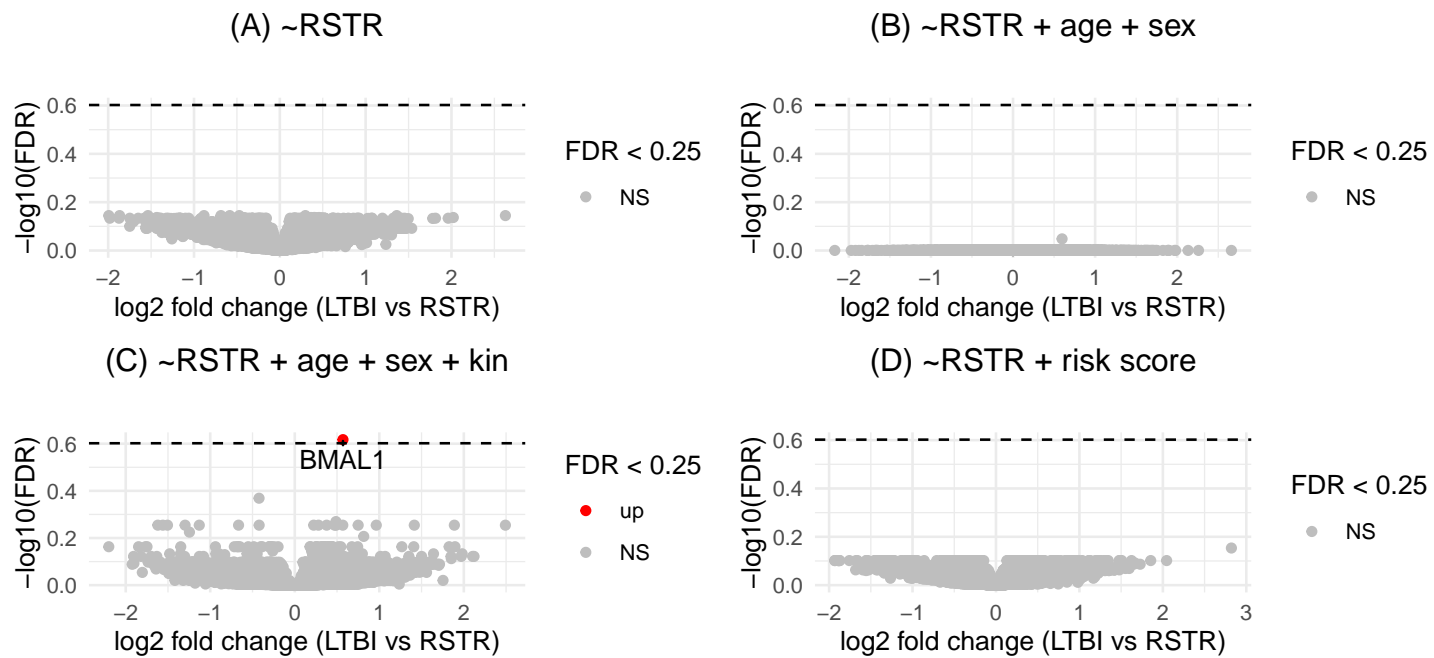 (A) ~RSTR
−log10(FDR)
0.6
0.4
0.2
0.0
−2 −1 0 1 2
log2 fold change (LTBI vs RSTR)
FDR < 0.25
NS
(B) ~RSTR + age + sex
−log10(FDR)
0.6
0.4
0.2
0.0
−2 −1 0 1 2
log2 fold change (LTBI vs RSTR)
FDR < 0.25
NS
(C) ~RSTR + age + sex + kin
−log10(FDR)
0.6
0.4
0.2
0.0
BMAL1
−2 −1 0 1 2
log2 fold change (LTBI vs RSTR)
FDR < 0.25
up
NS
(D) ~RSTR + risk score
−log10(FDR)
0.6
0.4
0.2
0.0
−2 −1 0 1 2 3
log2 fold change (LTBI vs RSTR)
FDR < 0.25
NS